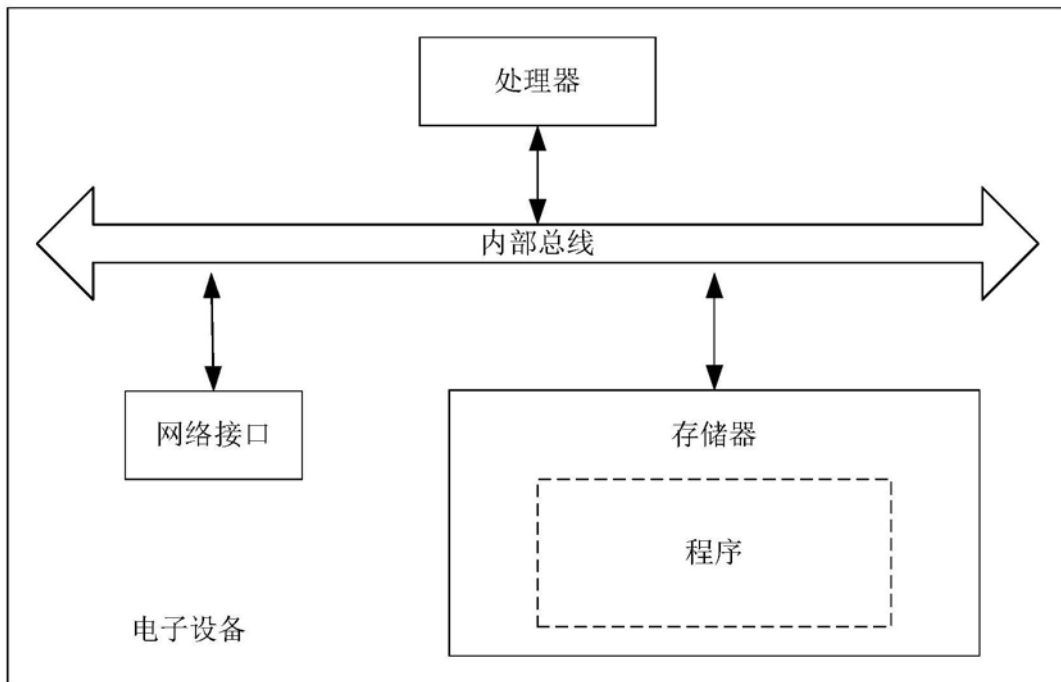 处理器
内部总线
网络接口
存储器
程序
电子设备